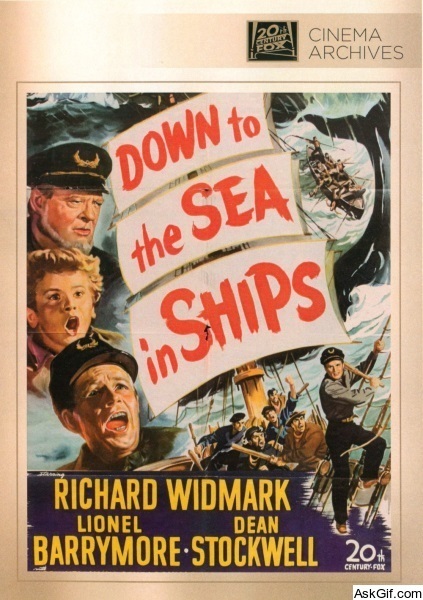 20th
CENTURY
FOX
CINEMA
ARCHIVES
DOWN to
the SEA
in SHIPS
starring
RICHARD WIDMARK
LIONEL DEAN
BARRYMORE · STOCKWELL
20th
CENTURY-FOX
AskGif.com